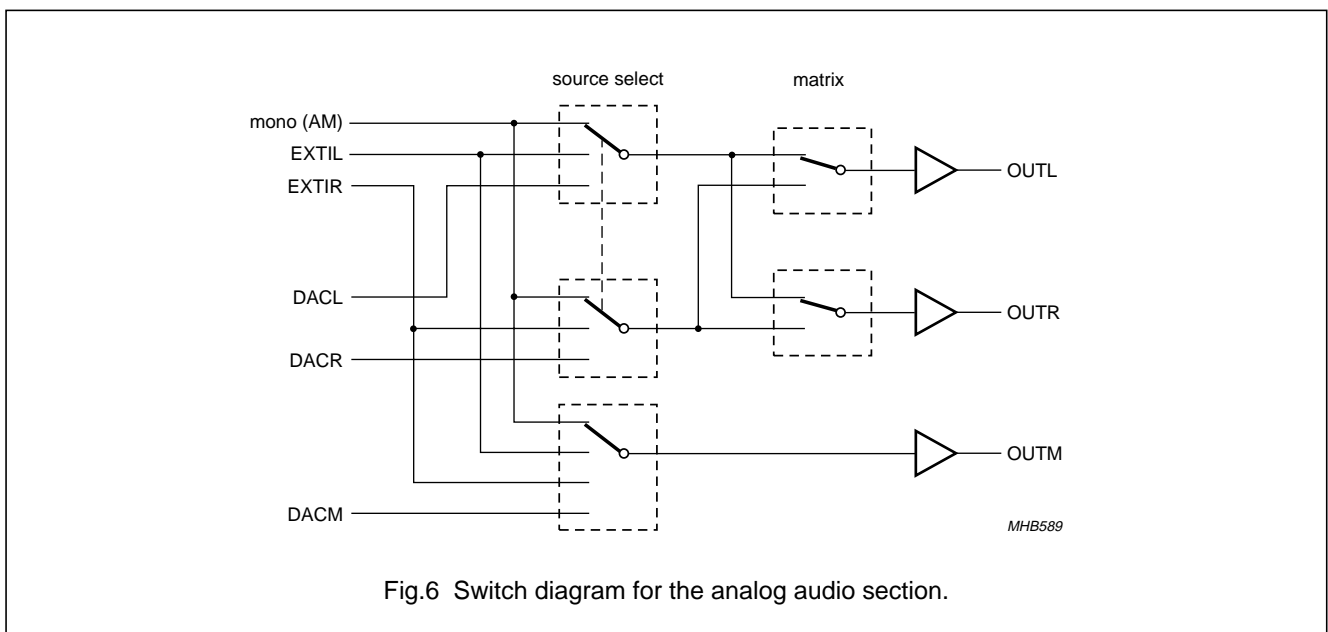 source select
matrix
mono (AM)
EXTIL
EXTIR
OUTL
DACL
OUTR
DACR
OUTM
DACM
MHB589
Fig.6 Switch diagram for the analog audio section.